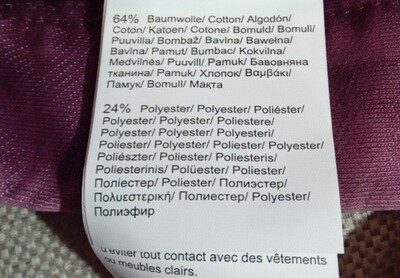 64% Baumwolle/ Cotton/ Algodón/
Coton/ Katoen/ Cotone/ Bomuld/ Bomull/
Puuvilla/ Bombaž/ Bavlna/ Bawełna/
Bavlna/ Pamut/ Bumbac/ Kokvilna/
Medvilnės/ Puuvill/ Pamuk/ Бавовняна
тканина/ Pamuk/ Хлопок/ Βαμβάκι/
Памук/ Bomull/ Мақта
24% Polyester/ Polyester/ Poliéster/
Polyester/ Polyester/ Poliestere/
Polyester/ Polyester/ Polyesteri/
Poliester/ Polyester/ Poliester/ Polyester/
Poliészter/ Poliester/ Poliesteris/
Poliesterinis/ Polüester/ Poliester/
Поліестер/ Poliester/ Полиэстер/
Πολυεστερική/ Полиестер/ Polyester/
Полиэфир
d'éviter tout contact avec des vêtements
ou meubles clairs.